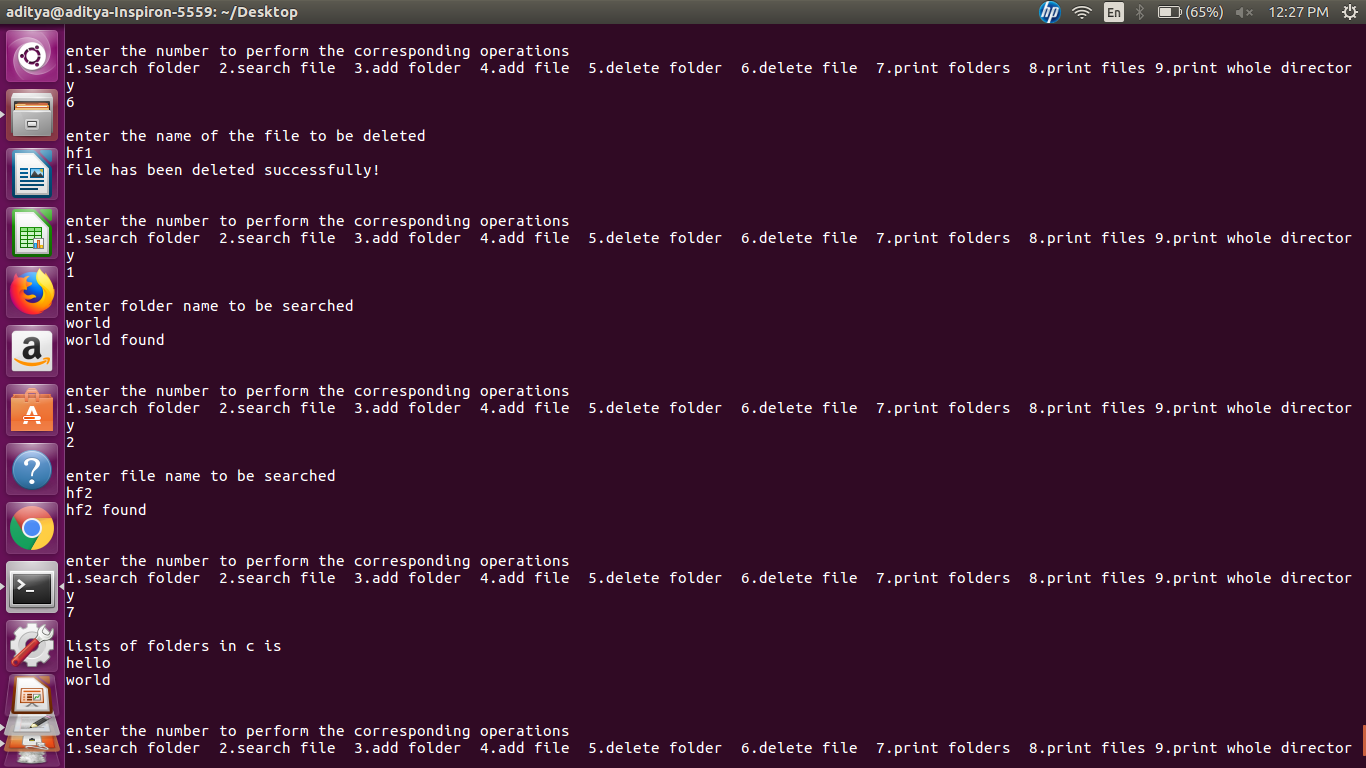 aditya@aditya-Inspiron-5559: ~/Desktop
hp
En
(65%)
12:27 PM
enter the number to perform the corresponding operations
1.search folder  2.search file  3.add folder  4.add file  5.delete folder  6.delete file  7.print folders  8.print files 9.print whole director
y
6
enter the name of the file to be deleted
hf1
file has been deleted successfully!
enter the number to perform the corresponding operations
1.search folder  2.search file  3.add folder  4.add file  5.delete folder  6.delete file  7.print folders  8.print files 9.print whole director
y
1
enter folder name to be searched
world
world found
enter the number to perform the corresponding operations
1.search folder  2.search file  3.add folder  4.add file  5.delete folder  6.delete file  7.print folders  8.print files 9.print whole director
y
2
enter file name to be searched
hf2
hf2 found
enter the number to perform the corresponding operations
1.search folder  2.search file  3.add folder  4.add file  5.delete folder  6.delete file  7.print folders  8.print files 9.print whole director
y
7
lists of folders in c is
hello
world
enter the number to perform the corresponding operations
1.search folder  2.search file  3.add folder  4.add file  5.delete folder  6.delete file  7.print folders  8.print files 9.print whole director